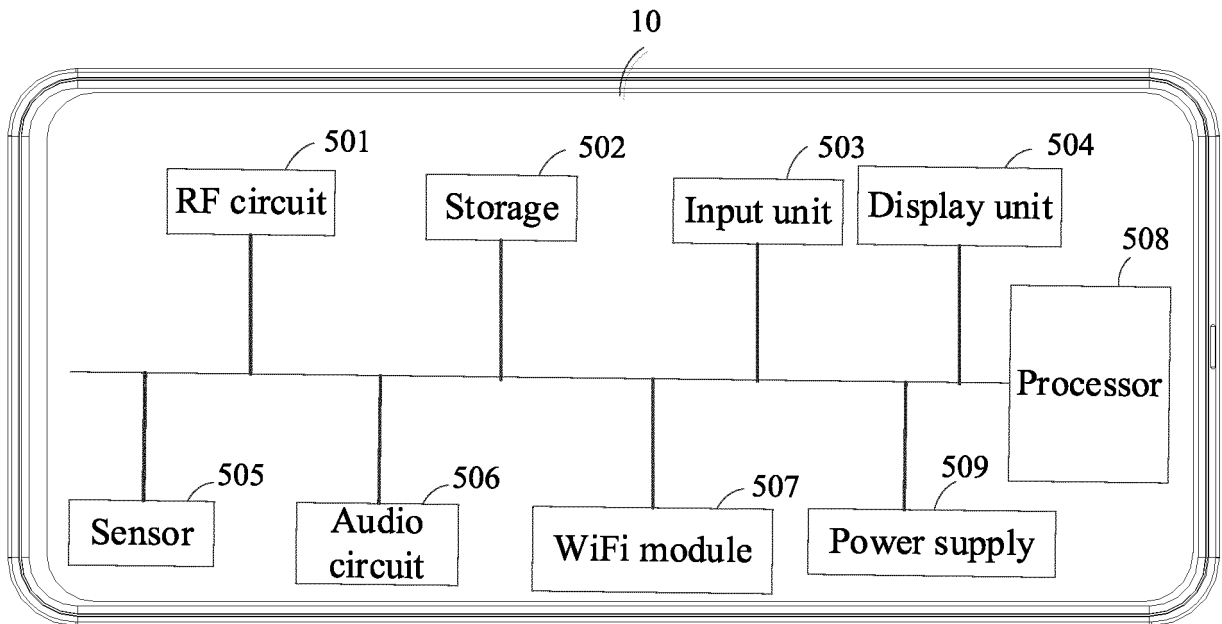 10
501
502
503
504
RF circuit
Storage
Input unit
Display unit
508
Processor
505
506
507
509
Sensor
Audio
circuit
WiFi module
Power supply